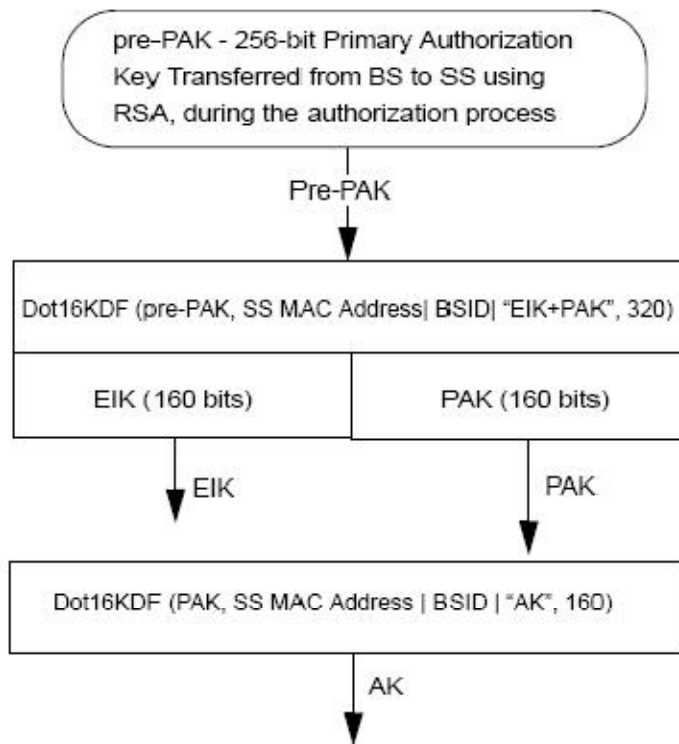 pre-PAK - 256-bit Primary Authorization
Key Transferred from BS to SS using
RSA, during the authorization process
Pre-PAK
Dot16KDF (pre-PAK, SS MAC Address| BSID| “EIK+PAK”, 320)
EIK (160 bits)
PAK (160 bits)
EIK
PAK
Dot16KDF (PAK, SS MAC Address | BSID | “AK”, 160)
AK